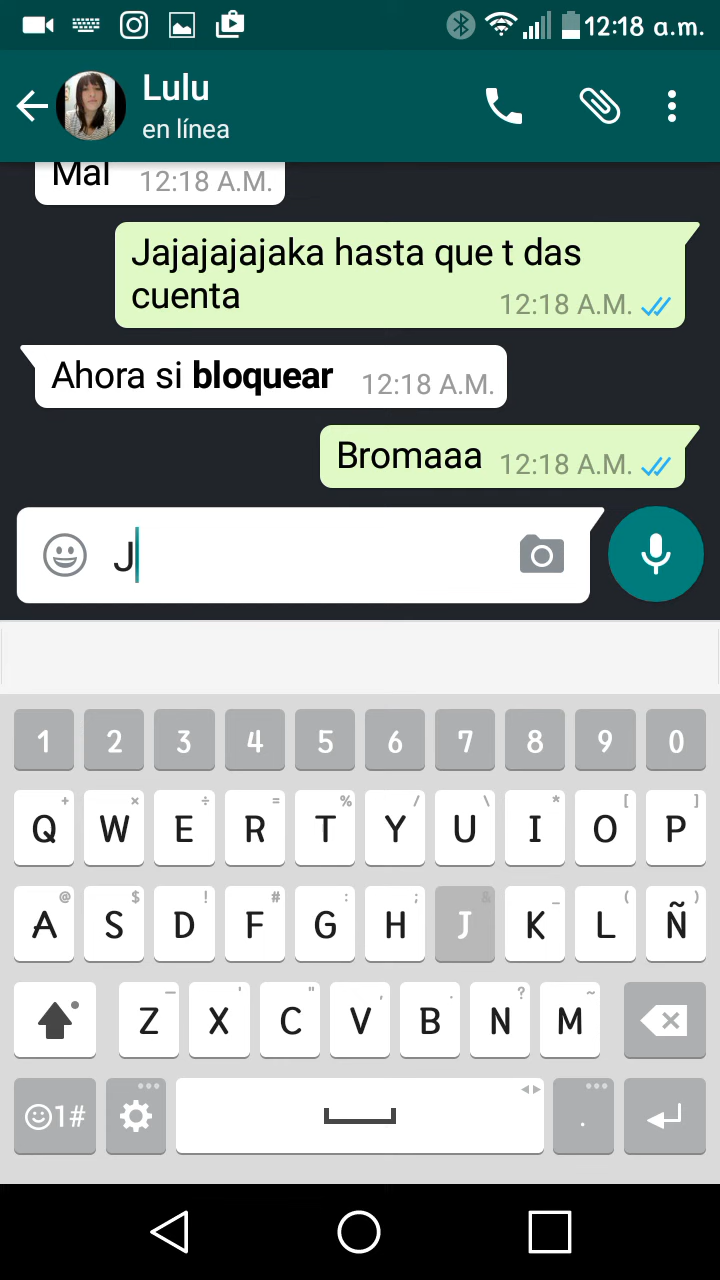 12:18 a.m.
Lulu
en línea
Mal 12:18 A.M.
Jajajajajaka hasta que t das
cuenta 12:18 A.M.
Ahora si bloquear 12:18 A.M.
Bromaaa 12:18 A.M.
J
1 2 3 4 5 6 7 8 9 0
+ × ÷ = % / \ * [ ]
Q W E R T Y U I O P
@ $ ! # : ; & _ ( )
A S D F G H J K L Ñ
– ' " , . ? ~
Z X C V B N M
1# .